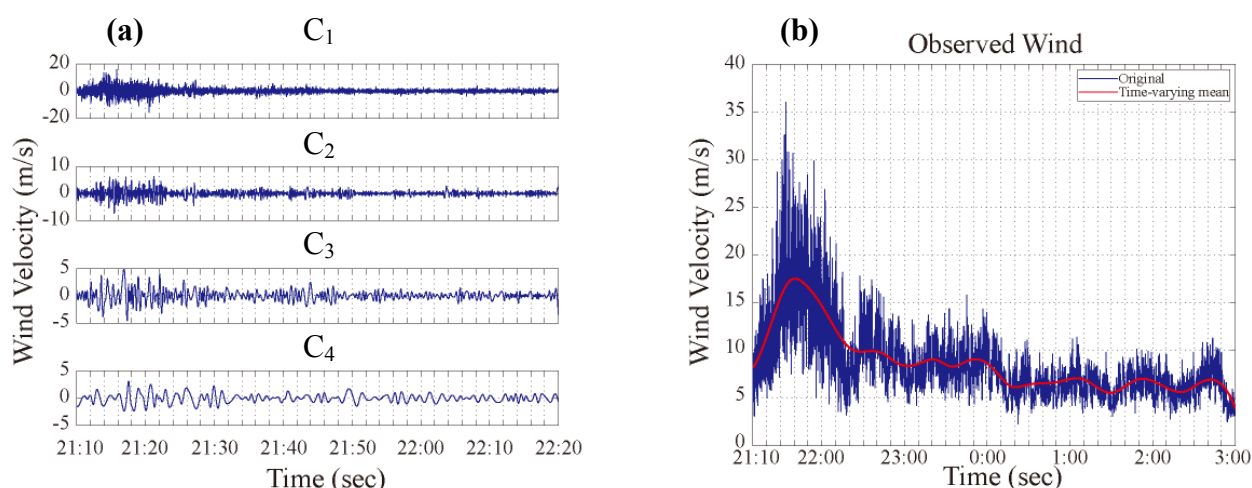 (a)
C1
20
0
-20
C2
10
0
-10
C3
5
0
-5
C4
5
0
-5
Wind Velocity (m/s)
21:10 21:20 21:30 21:40 21:50 22:00 22:10 22:20
Time (sec)
(b)
Observed Wind
Original
Time-varying mean
40
35
30
25
20
15
10
5
0
Wind Velocity (m/s)
21:10 22:00 23:00 0:00 1:00 2:00 3:00
Time (sec)